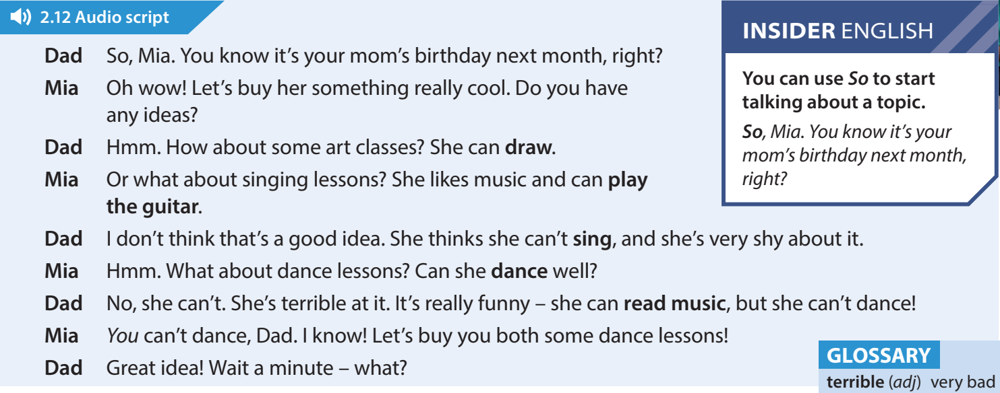 2.12 Audio script
Dad So, Mia. You know it’s your mom’s birthday next month, right?
Mia Oh wow! Let’s buy her something really cool. Do you have
any ideas?
Dad Hmm. How about some art classes? She can draw.
Mia Or what about singing lessons? She likes music and can play
the guitar.
Dad I don’t think that’s a good idea. She thinks she can’t sing, and she’s very shy about it.
Mia Hmm. What about dance lessons? Can she dance well?
Dad No, she can’t. She’s terrible at it. It’s really funny – she can read music, but she can’t dance!
Mia You can’t dance, Dad. I know! Let’s buy you both some dance lessons!
Dad Great idea! Wait a minute – what?
INSIDER ENGLISH
You can use So to start
talking about a topic.
So, Mia. You know it’s your
mom’s birthday next month,
right?
GLOSSARY
terrible (adj) very bad